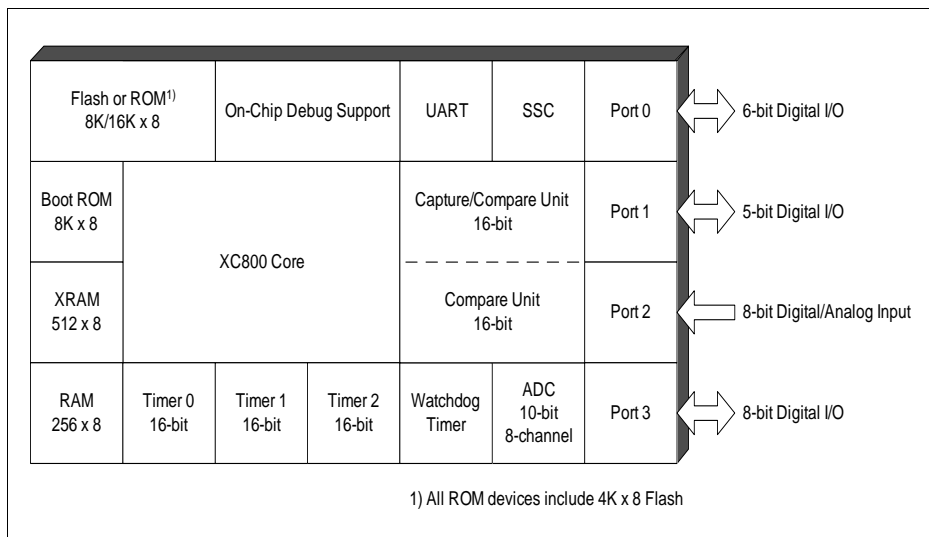 Flash or ROM1)
8K/16K x 8
On-Chip Debug Support
UART
SSC
Port 0
6-bit Digital I/O
Boot ROM
8K x 8
XC800 Core
Capture/Compare Unit
16-bit
Port 1
5-bit Digital I/O
XRAM
512 x 8
Compare Unit
16-bit
Port 2
8-bit Digital/Analog Input
RAM
256 x 8
Timer 0
16-bit
Timer 1
16-bit
Timer 2
16-bit
Watchdog
Timer
ADC
10-bit
8-channel
Port 3
8-bit Digital I/O
1) All ROM devices include 4K x 8 Flash